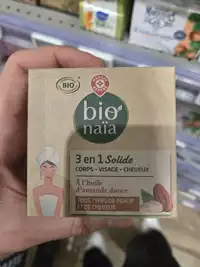 BIO
bio
naïa
3 en 1 Solide
CORPS • VISAGE • CHEVEUX
À l'Huile
d'amande douce
TOUS TYPES DE PEAUX
ET DE CHEVEUX